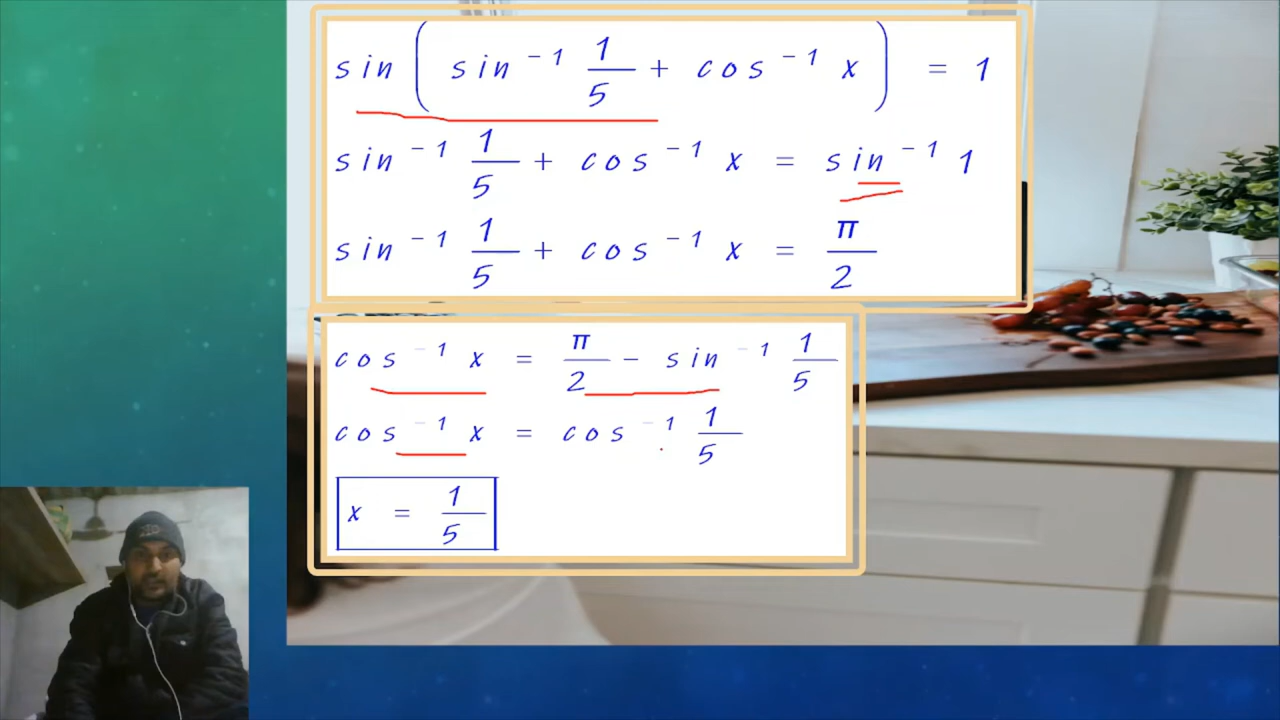 sin ( sin⁻¹ 1/5 + cos⁻¹ x ) = 1
sin⁻¹ 1/5 + cos⁻¹ x = sin⁻¹ 1
sin⁻¹ 1/5 + cos⁻¹ x = π/2
cos⁻¹ x = π/2 − sin⁻¹ 1/5
cos⁻¹ x = cos⁻¹ 1/5
x = 1/5